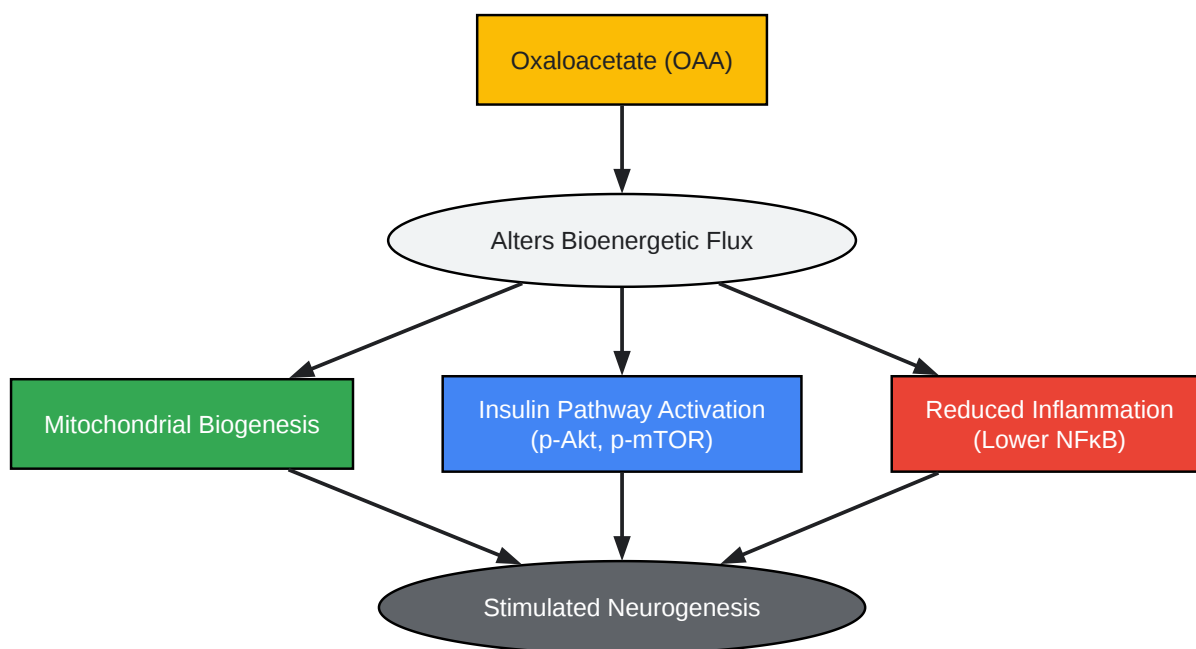 Oxaloacetate (OAA)
Alters Bioenergetic Flux
Mitochondrial Biogenesis
Insulin Pathway Activation
(p-Akt, p-mTOR)
Reduced Inflammation
(Lower NFκB)
Stimulated Neurogenesis